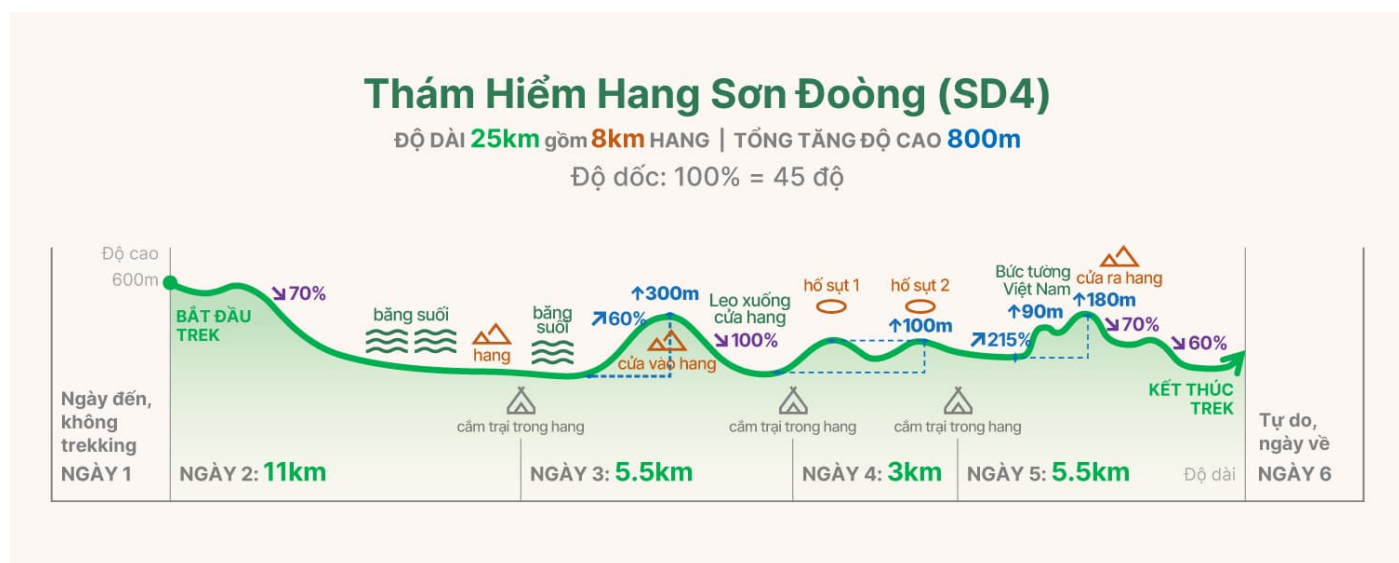 Thám Hiểm Hang Sơn Đoòng (SD4)
ĐỘ DÀI 25km gồm 8km HANG | TỔNG TĂNG ĐỘ CAO 800m
Độ dốc: 100% = 45 độ
Độ cao
600m
BẮT ĐẦU
TREK
↘70%
băng suối
hang
băng
suối
↗60%
↑300m
cửa vào hang
Leo xuống
cửa hang
↘100%
hố sụt 1
hố sụt 2
↑100m
↗215%
Bức tường
Việt Nam
↑90m
cửa ra hang
↑180m
↘70%
↘60%
KẾT THÚC
TREK
cắm trại trong hang
cắm trại trong hang
cắm trại trong hang
Ngày đến,
không
trekking
NGÀY 1
NGÀY 2: 11km
NGÀY 3: 5.5km
NGÀY 4: 3km
NGÀY 5: 5.5km
Độ dài
Tự do,
ngày về
NGÀY 6